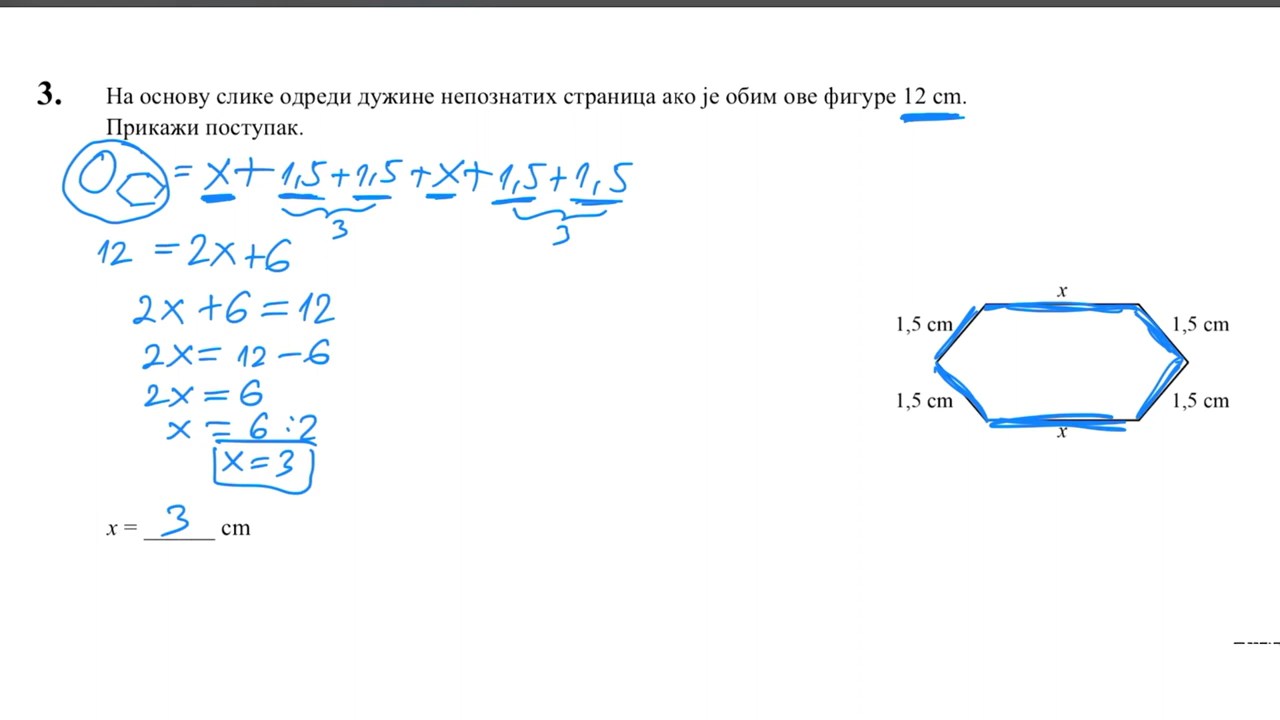 3. На основу слике одреди дужине непознатих страница ако је обим ове фигуре 12 cm.
Прикажи поступак.
O = x + 1,5 + 1,5 + x + 1,5 + 1,5
3 3
12 = 2x + 6
2x + 6 = 12
2x = 12 - 6
2x = 6
x = 6 : 2
x = 3
x = 3 cm
x
1,5 cm 1,5 cm
1,5 cm 1,5 cm
x